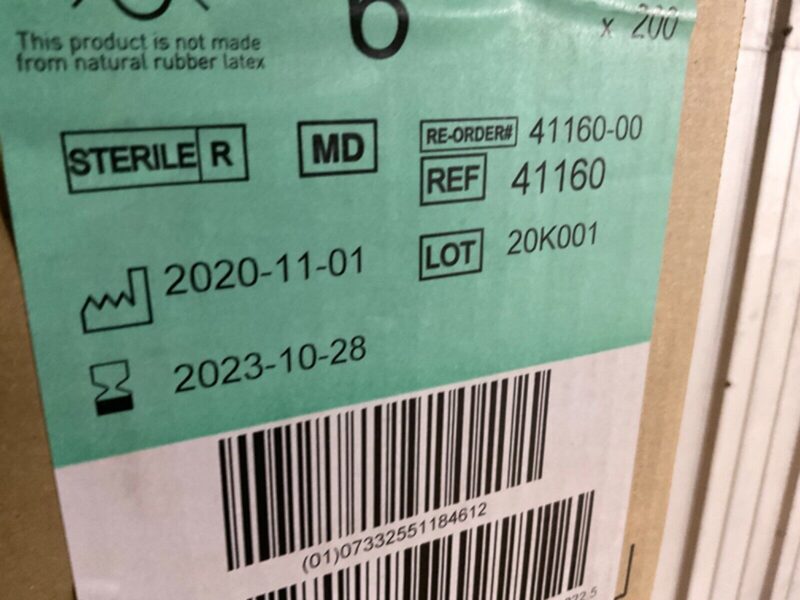 This product is not made
from natural rubber latex
6
x 200
STERILE R
MD
RE-ORDER# 41160-00
REF 41160
LOT 20K001
2020-11-01
2023-10-28
(01)07332551184612